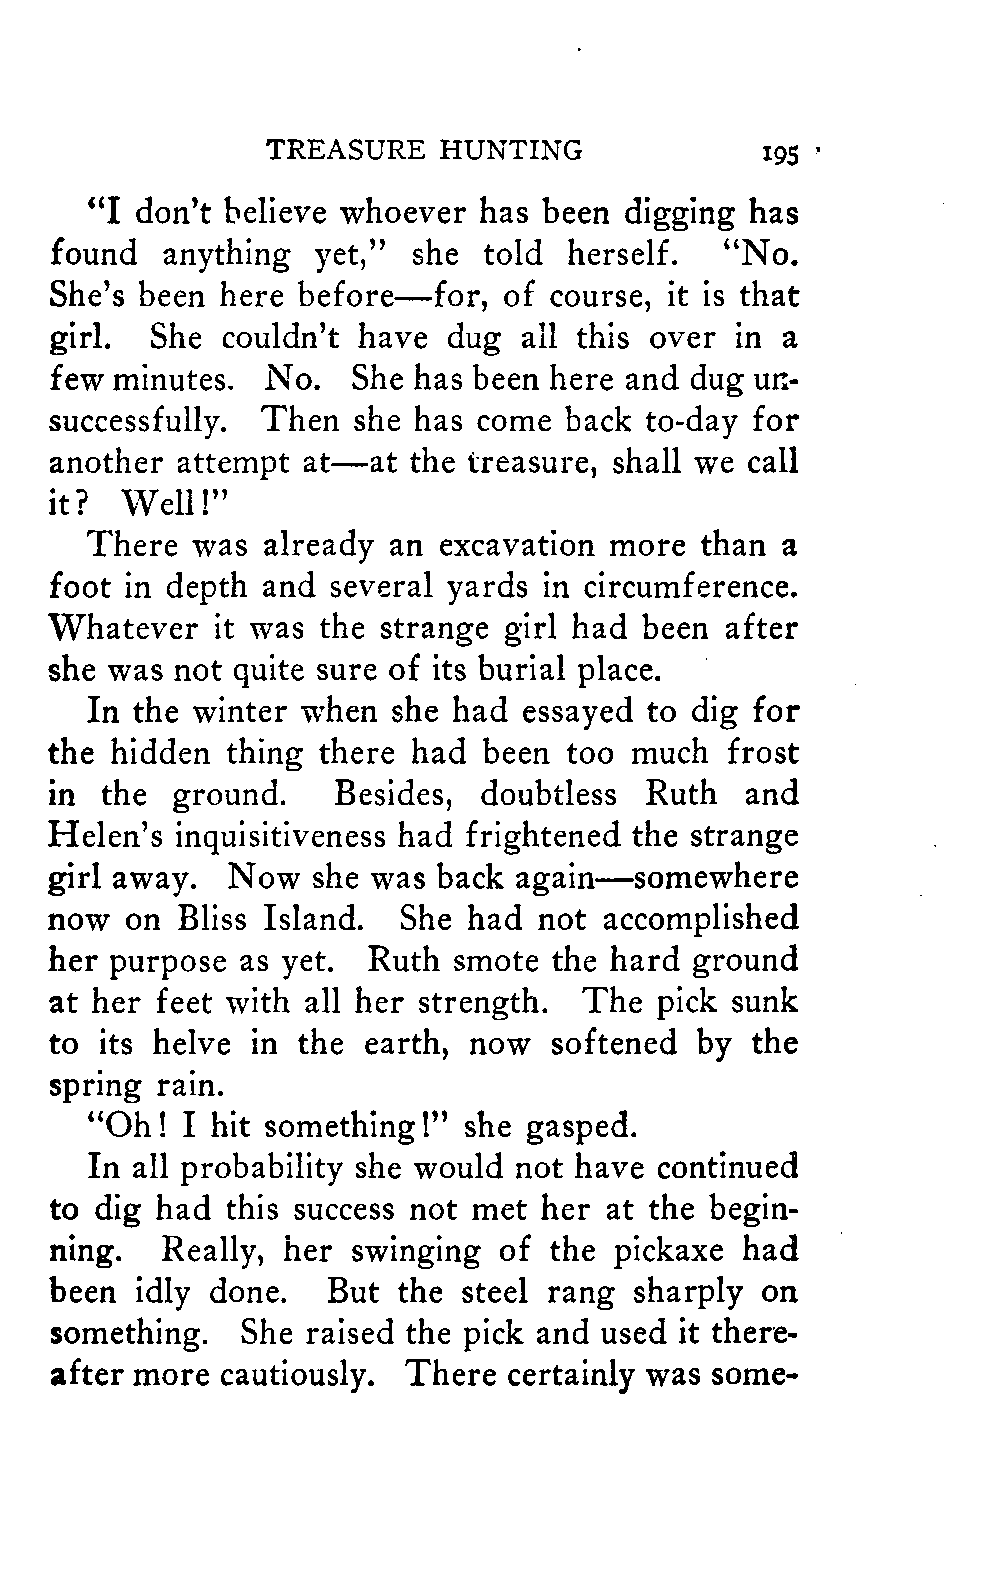 TREASURE HUNTING 195
"I don't believe whoever has been digging has
found anything yet," she told herself. "No.
She's been here before—for, of course, it is that
girl. She couldn't have dug all this over in a
few minutes. No. She has been here and dug un-
successfully. Then she has come back to-day for
another attempt at—at the treasure, shall we call
it? Well!"
There was already an excavation more than a
foot in depth and several yards in circumference.
Whatever it was the strange girl had been after
she was not quite sure of its burial place.
In the winter when she had essayed to dig for
the hidden thing there had been too much frost
in the ground. Besides, doubtless Ruth and
Helen's inquisitiveness had frightened the strange
girl away. Now she was back again—somewhere
now on Bliss Island. She had not accomplished
her purpose as yet. Ruth smote the hard ground
at her feet with all her strength. The pick sunk
to its helve in the earth, now softened by the
spring rain.
"Oh! I hit something!" she gasped.
In all probability she would not have continued
to dig had this success not met her at the begin-
ning. Really, her swinging of the pickaxe had
been idly done. But the steel rang sharply on
something. She raised the pick and used it there-
after more cautiously. There certainly was some-